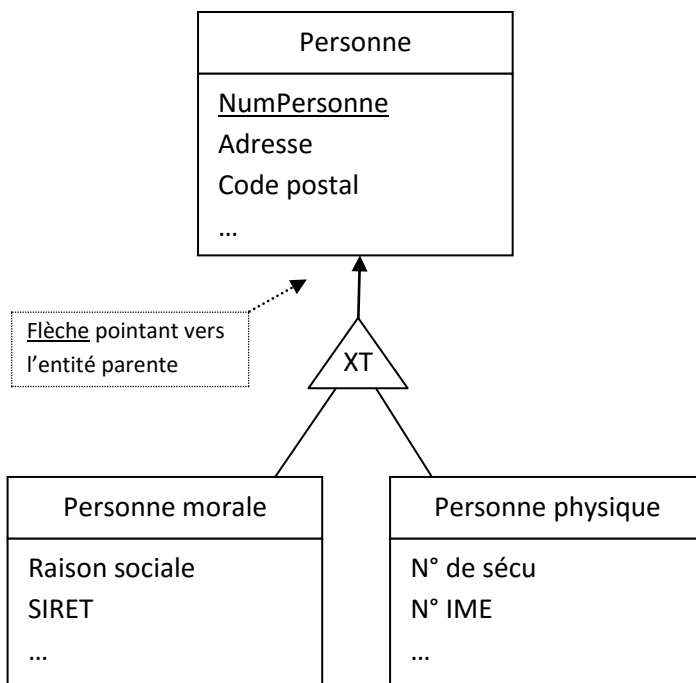 Personne
NumPersonne
Adresse
Code postal
...
Flèche pointant vers
l’entité parente
XT
Personne morale
Raison sociale
SIRET
...
Personne physique
N° de sécu
N° IME
...